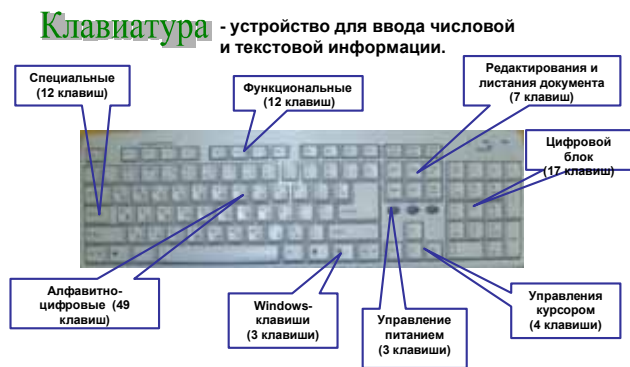 Клавиатура - устройство для ввода числовой
и текстовой информации.
Специальные
(12 клавиш)
Функциональные
(12 клавиш)
Редактирования и
листания документа
(7 клавиш)
Цифровой
блок
(17 клавиш)
Алфавитно-
цифровые (49
клавиш)
Windows-
клавиши
(3 клавиши)
Управление
питанием
(3 клавиши)
Управления
курсором
(4 клавиши)